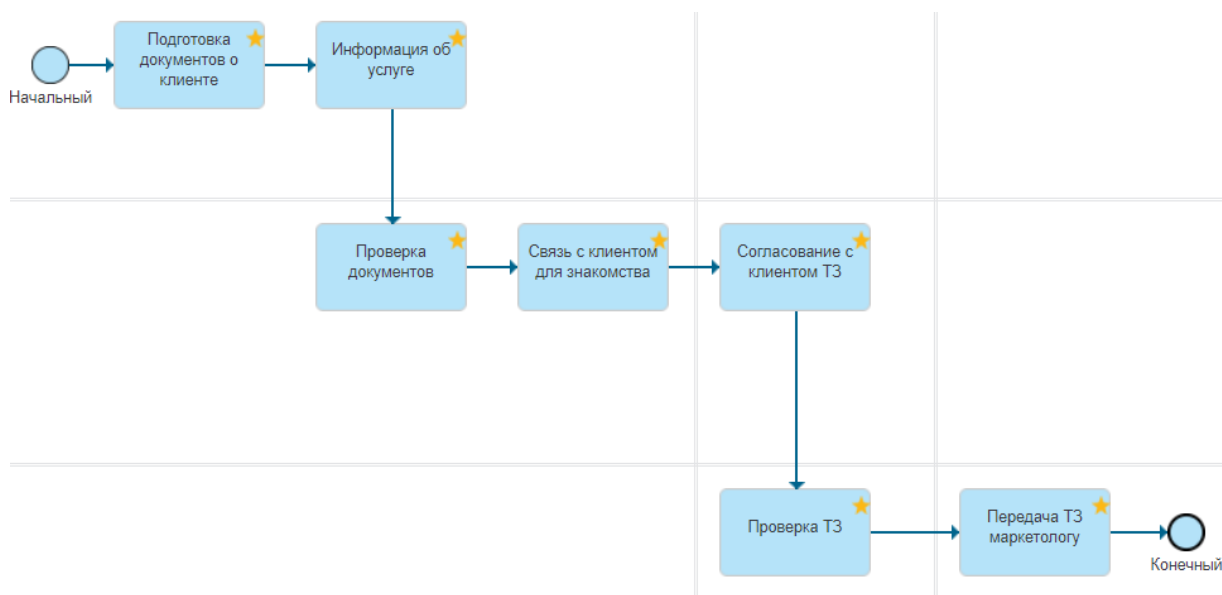 Начальный
Подготовка
документов о
клиенте
Информация об
услуге
Проверка
документов
Связь с клиентом
для знакомства
Согласование с
клиентом ТЗ
Проверка ТЗ
Передача ТЗ
маркетологу
Конечный